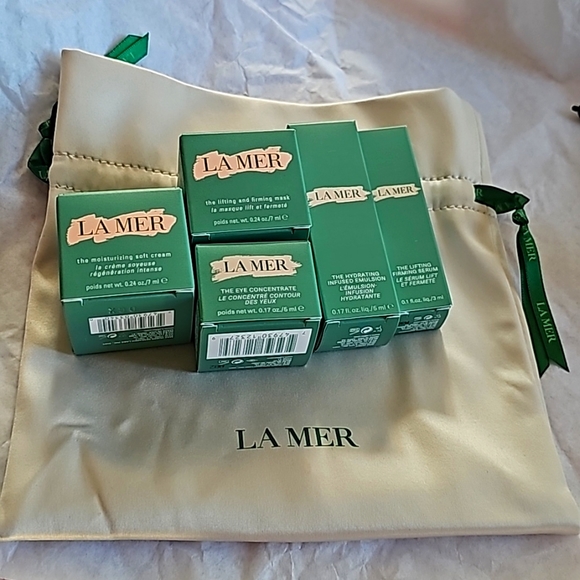 LA MER
the lifting and firming mask
la masque lift et fermeté
poids net wt. 0.24 oz/7 ml ℮
LA MER
the moisturizing soft cream
la crème soyeuse
régénération intense
poids net wt. 0.24 oz/7 ml ℮
LA MER
THE EYE CONCENTRATE
LE CONCENTRÉ CONTOUR
DES YEUX
poids net wt. 0.17 oz/5 ml ℮
LA MER
THE HYDRATING
INFUSED EMULSION
L'ÉMULSION-
INFUSION
HYDRATANTE
0.17 fl.oz.liq./5 ml ℮
LA MER
THE LIFTING
FIRMING SERUM
LE SÉRUM LIFT
ET FERMETÉ
0.1 fl.oz.liq./3 ml
LA MER
LA MER
LA MER